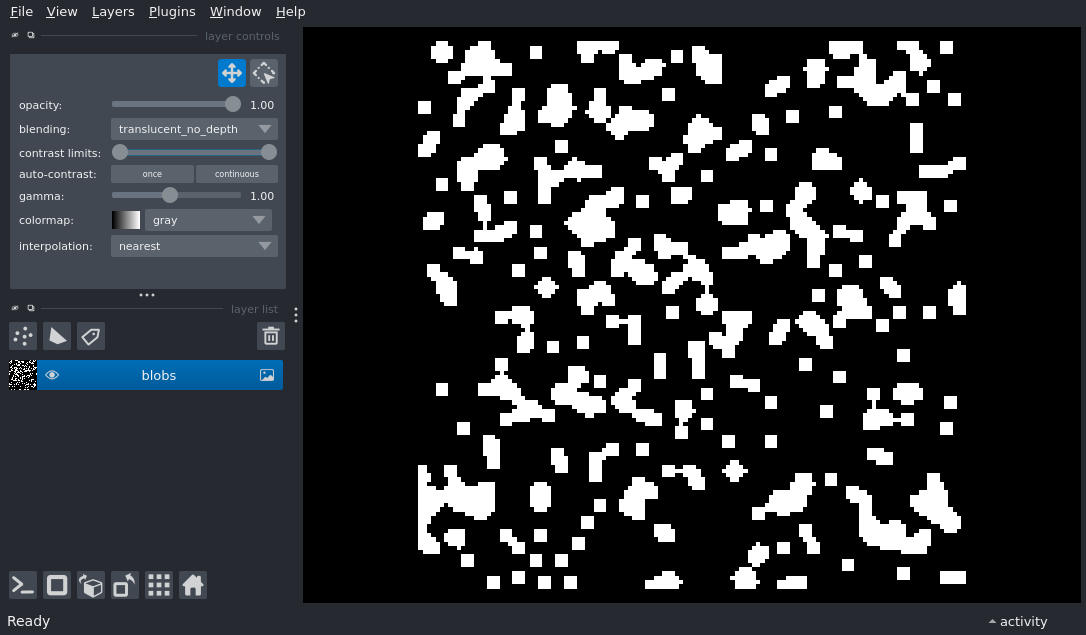 File View Layers Plugins Window Help
layer controls
opacity: 1.00
blending: translucent_no_depth
contrast limits:
auto-contrast: once continuous
gamma: 1.00
colormap: gray
interpolation: nearest
layer list
blobs
Ready
activity